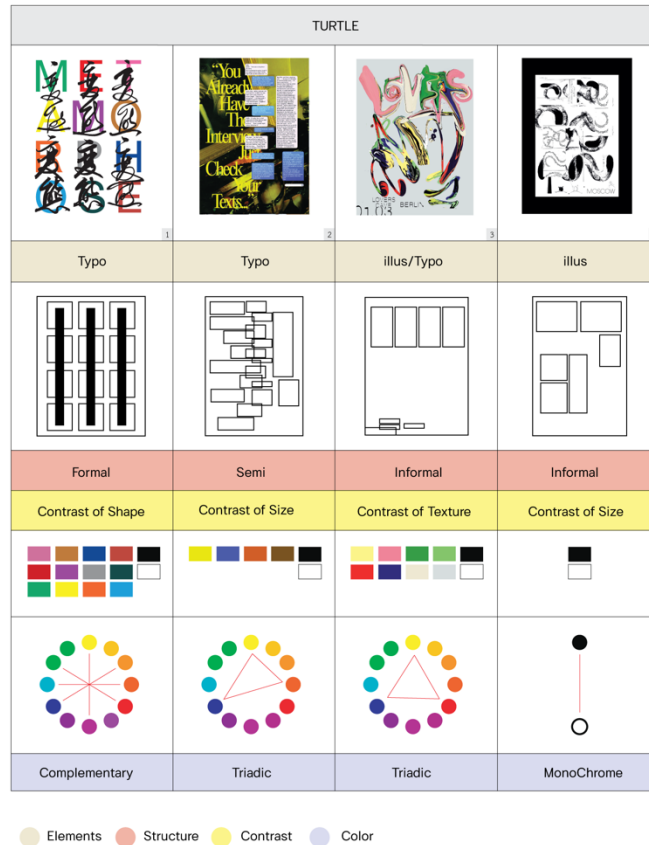 TURTLE
M E T
A M O
R P H
O S E
“You
Already
Have
The
Interview
Just
Check
Your
Texts...”
LOVERS
BERLIN
MOSCOW
1
2
3
Typo
Typo
illus/Typo
illus
Formal
Semi
Informal
Informal
Contrast of Shape
Contrast of Size
Contrast of Texture
Contrast of Size
Complementary
Triadic
Triadic
MonoChrome
Elements
Structure
Contrast
Color